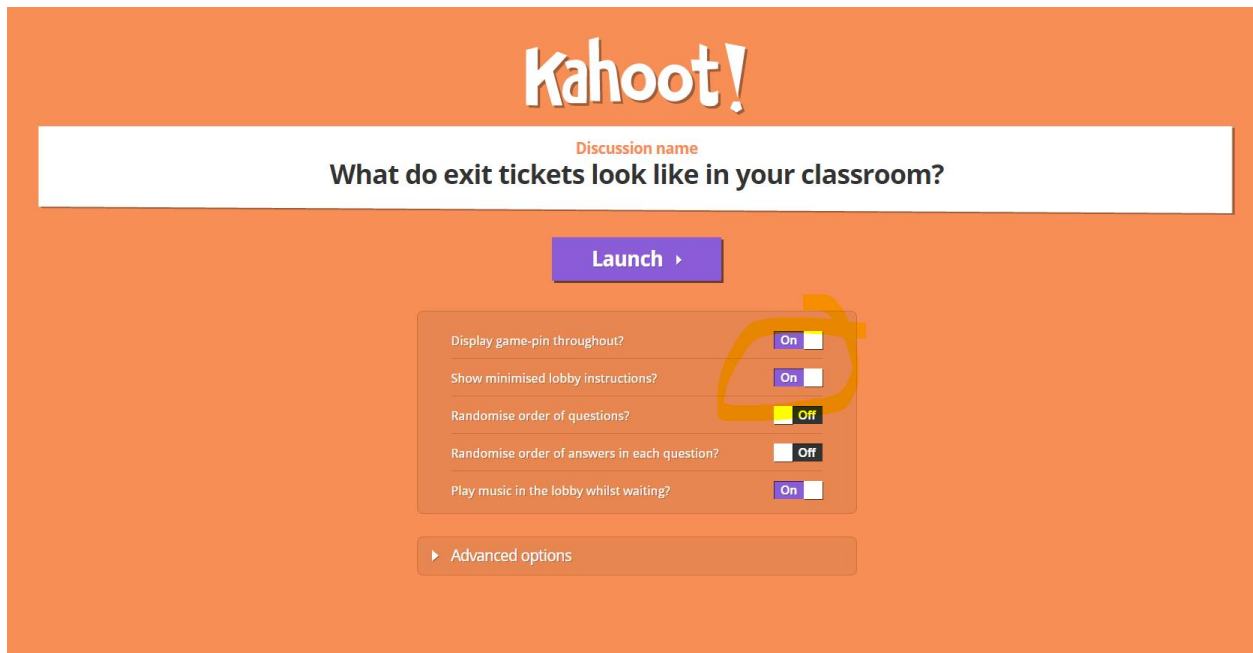 Kahoot!
Discussion name
What do exit tickets look like in your classroom?
Launch
Display game-pin throughout? On
Show minimised lobby instructions? On
Randomise order of questions? Off
Randomise order of answers in each question? Off
Play music in the lobby whilst waiting? On
Advanced options